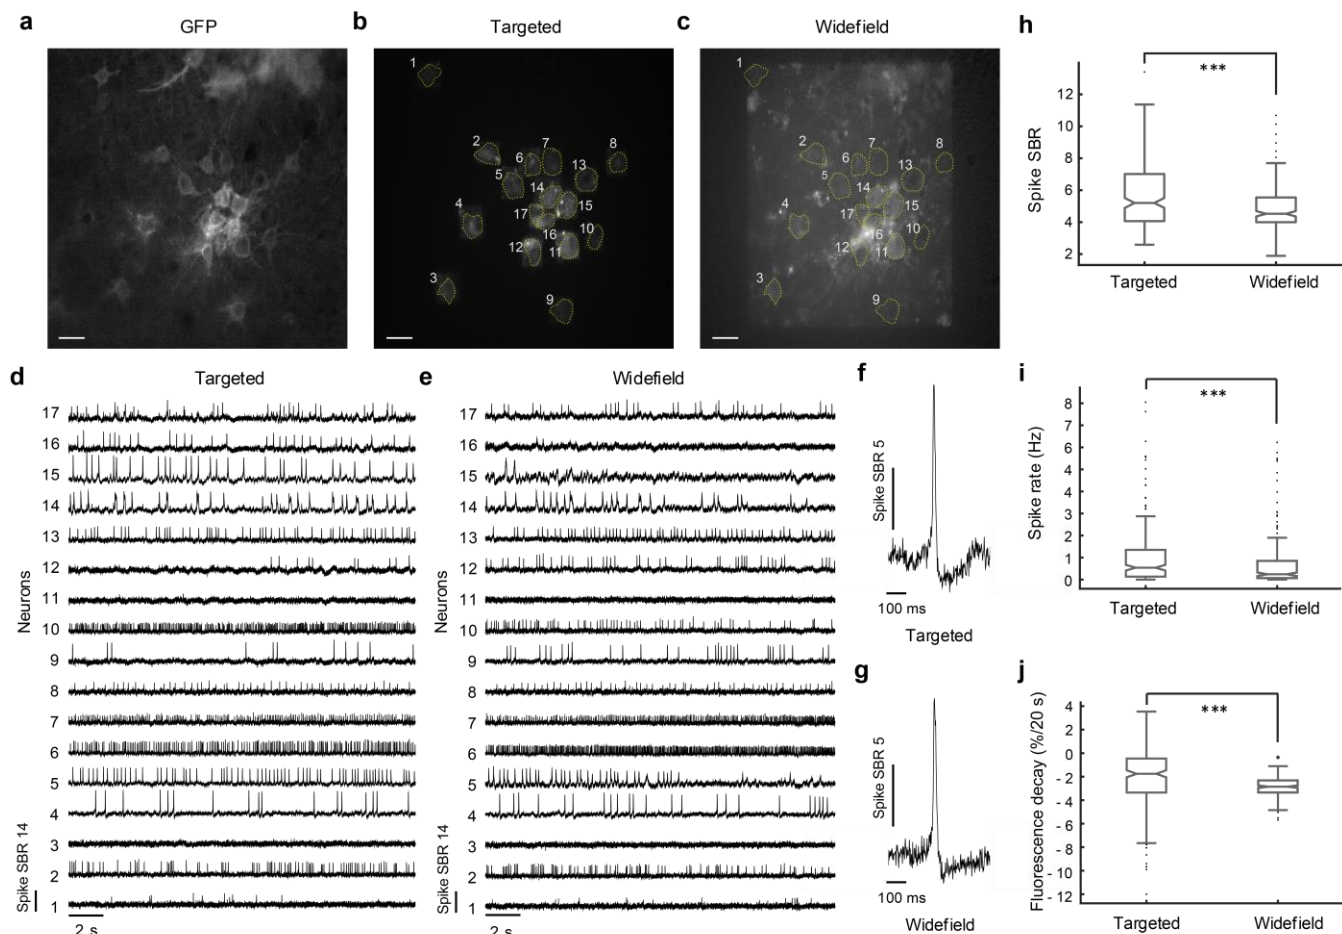 a
GFP
b
Targeted
1
2
3
4
5
6
7
8
9
10
11
12
13
14
15
16
17
c
Widefield
1
2
3
4
5
6
7
8
9
10
11
12
13
14
15
16
17
h
***
Spike SBR
12
10
8
6
4
2
Targeted
Widefield
d
Targeted
Neurons
17
16
15
14
13
12
11
10
9
8
7
6
5
4
3
2
1
Spike SBR 14
2 s
e
Widefield
17
16
15
14
13
12
11
10
9
8
7
6
5
4
3
2
1
Spike SBR 14
2 s
f
Spike SBR 5
100 ms
Targeted
g
Spike SBR 5
100 ms
Widefield
i
***
Spike rate (Hz)
8
7
6
5
4
4
3
2
1
0
Targeted
Widefield
j
***
Fluorescence decay (%/20 s)
4
2
0
- 2
- 4
- 6
- 8
- 10
- 12
Targeted
Widefield